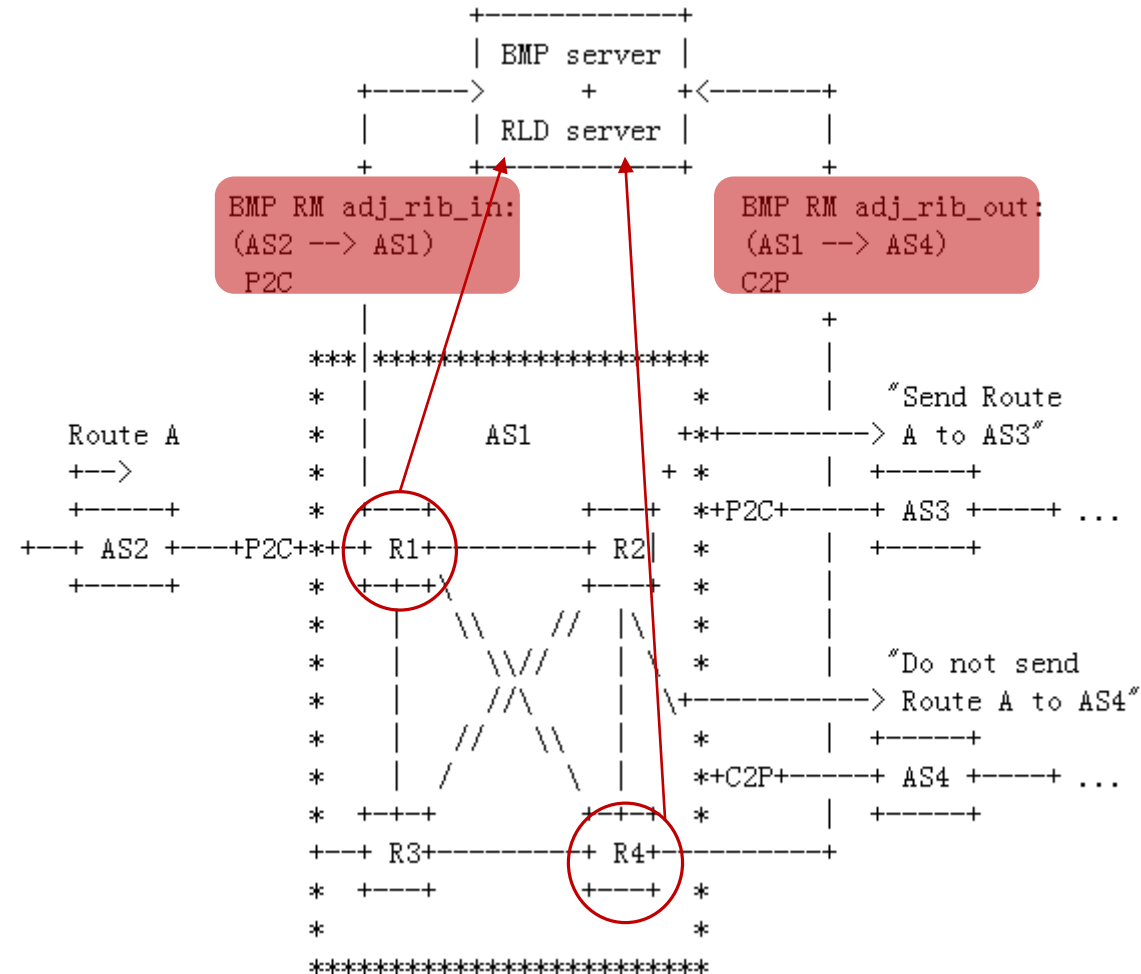 BMP server
+
RLD server
BMP RM adj_rib_in:
(AS2 --> AS1)
P2C
BMP RM adj_rib_out:
(AS1 --> AS4)
C2P
"Send Route
Route A AS1 A to AS3"
P2C AS3 ...
AS2 P2C R1 R2
"Do not send
Route A to AS4"
C2P AS4 ...
R3 R4